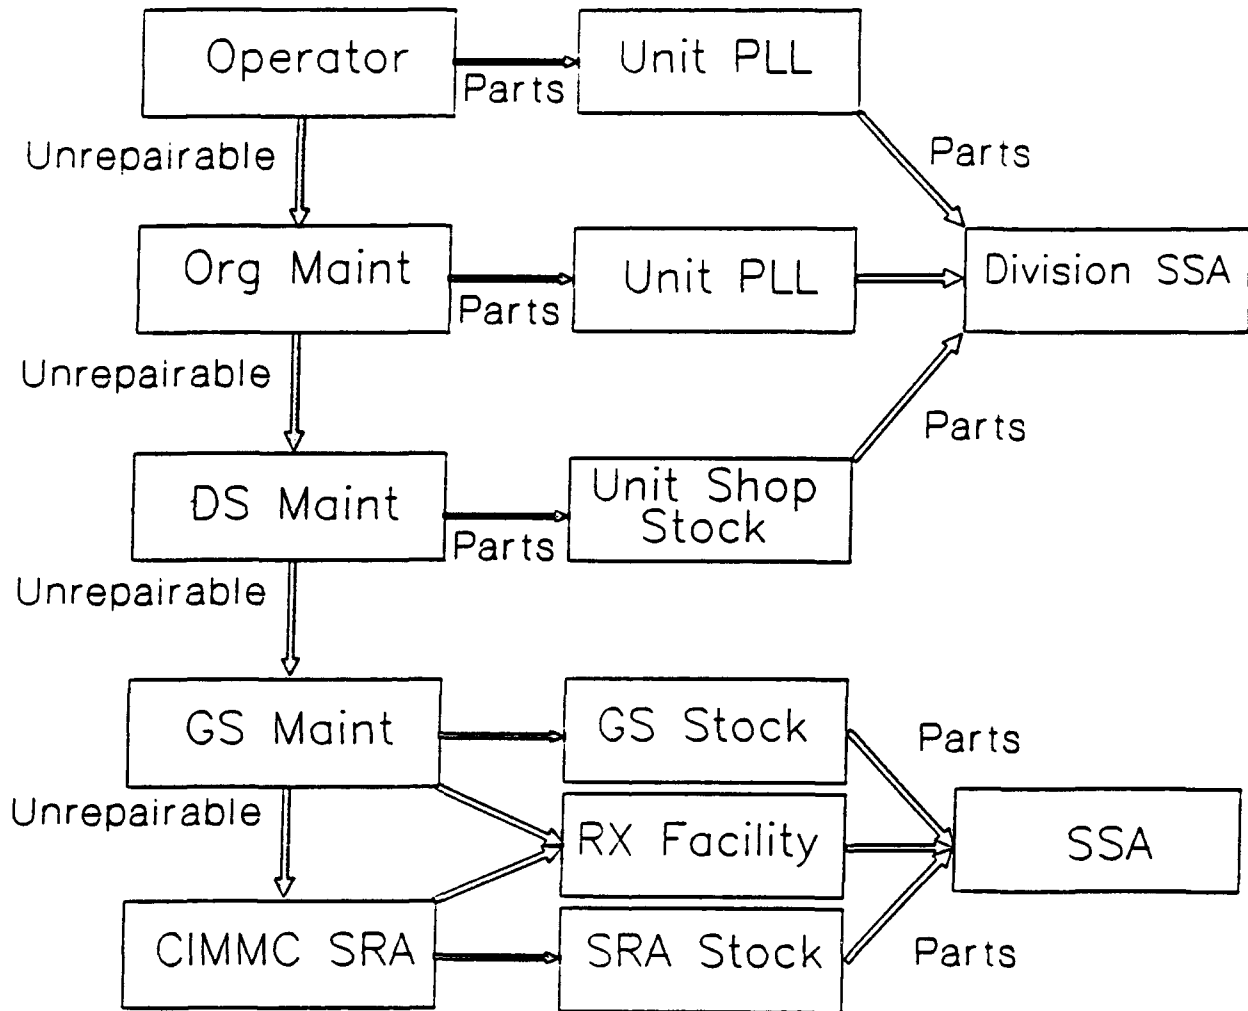 Operator
Parts
Unit PLL
Unrepairable
Parts
Org Maint
Parts
Unit PLL
Division SSA
Unrepairable
Parts
DS Maint
Parts
Unit Shop
Stock
Unrepairable
GS Maint
GS Stock
Parts
Unrepairable
RX Facility
SSA
CIMMC SRA
SRA Stock
Parts